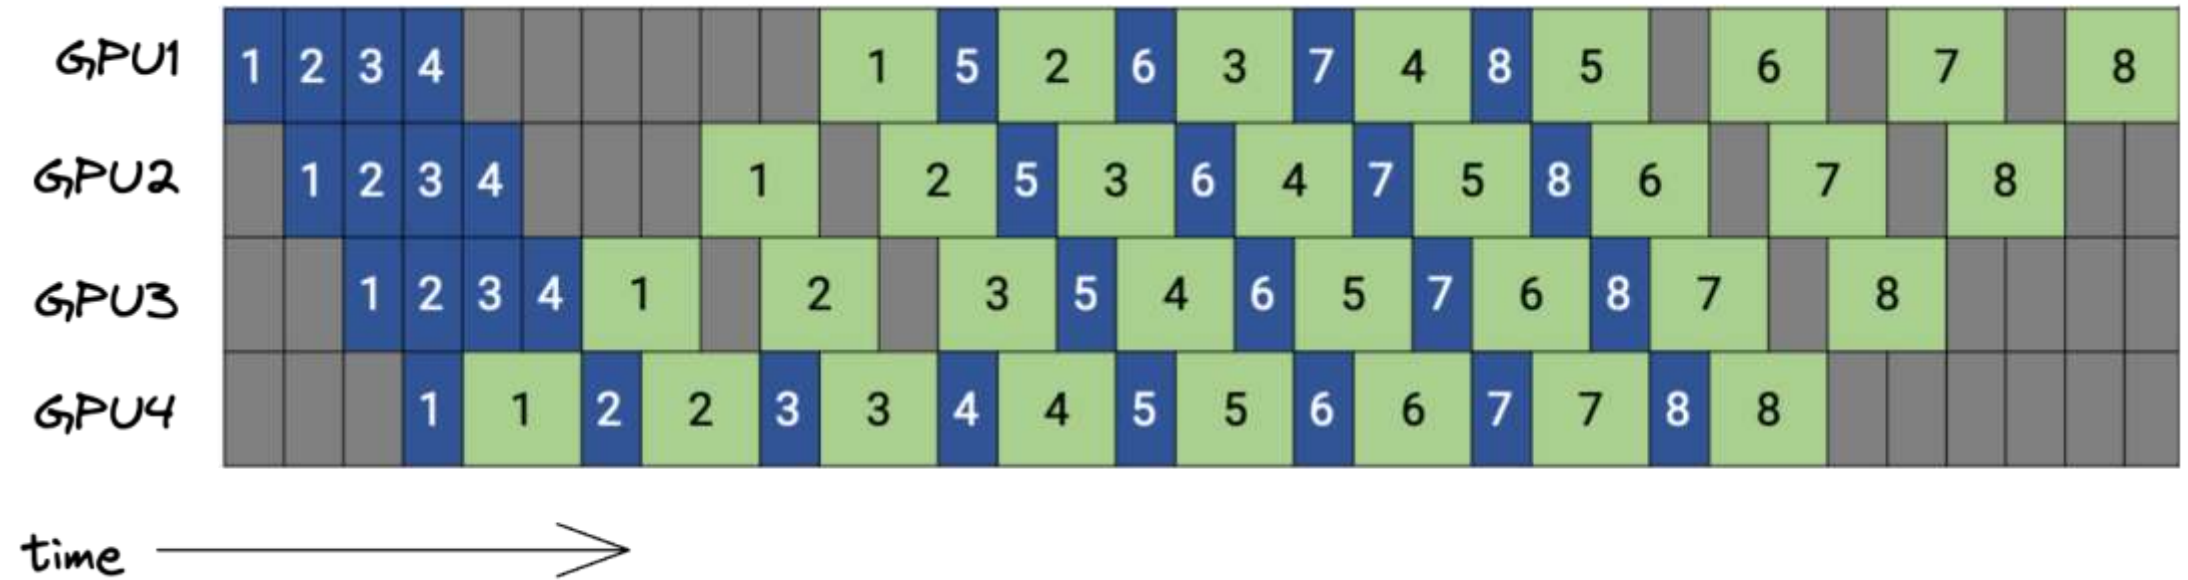 GPU1 1 2 3 4 1 5 2 6 3 7 4 8 5 6 7 8
GPU2 1 2 3 4 1 2 5 3 6 4 7 5 8 6 7 8
GPU3 1 2 3 4 1 2 3 5 4 6 5 7 6 8 7 8
GPU4 1 1 2 2 3 3 4 4 5 5 6 6 7 7 8 8
time